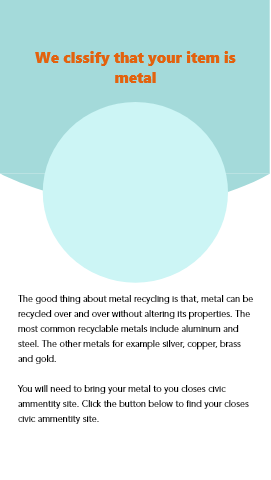 We clssify that your item is
metal
The good thing about metal recycling is that, metal can be
recycled over and over without altering its properties. The
most common recyclable metals include aluminum and
steel. The other metals for example silver, copper, brass
and gold.
You will need to bring your metal to you closes civic
ammentity site. Click the button below to find your closes
civic ammentity site.